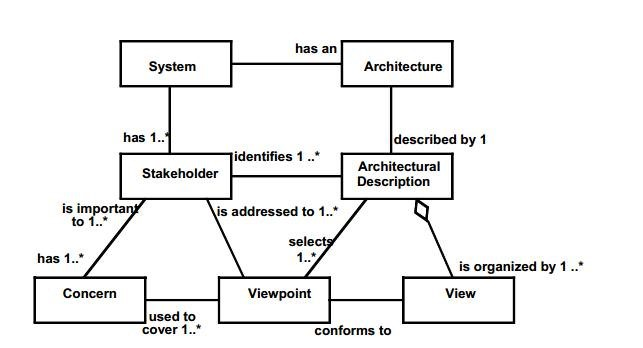 has an
System
Architecture
has 1..*
described by 1
identifies 1 ..*
Stakeholder
Architectural
Description
is important
to 1..*
is addressed to 1..*
selects
1..*
has 1..*
is organized by 1 ..*
Concern
Viewpoint
View
used to
cover 1..*
conforms to